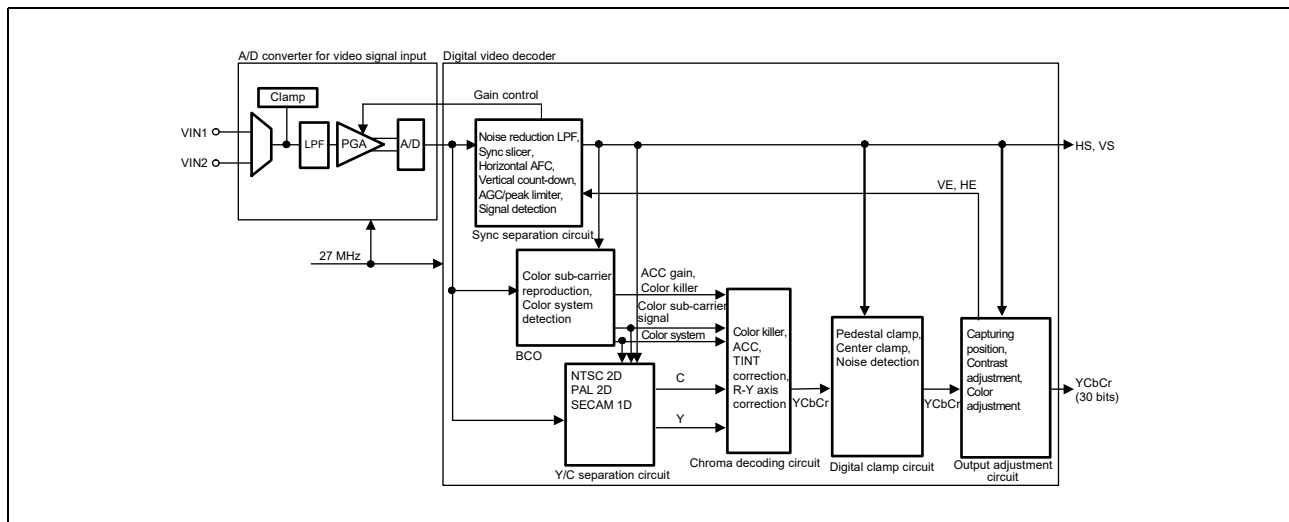 A/D converter for video signal input
Digital video decoder
Clamp
VIN1
VIN2
LPF
PGA
A/D
Gain control
Noise reduction LPF,
Sync slicer,
Horizontal AFC,
Vertical count-down,
AGC/peak limiter,
Signal detection
Sync separation circuit
HS, VS
VE, HE
27 MHz
Color sub-carrier
reproduction,
Color system
detection
BCO
ACC gain,
Color killer
Color sub-carrier
signal
Color system
NTSC 2D
PAL 2D
SECAM 1D
Y/C separation circuit
C
Y
Color killer,
ACC,
TINT
correction,
R-Y axis
correction
Chroma decoding circuit
YCbCr
Pedestal clamp,
Center clamp,
Noise detection
Digital clamp circuit
YCbCr
Capturing
position,
Contrast
adjustment,
Color
adjustment
Output adjustment
circuit
YCbCr
(30 bits)